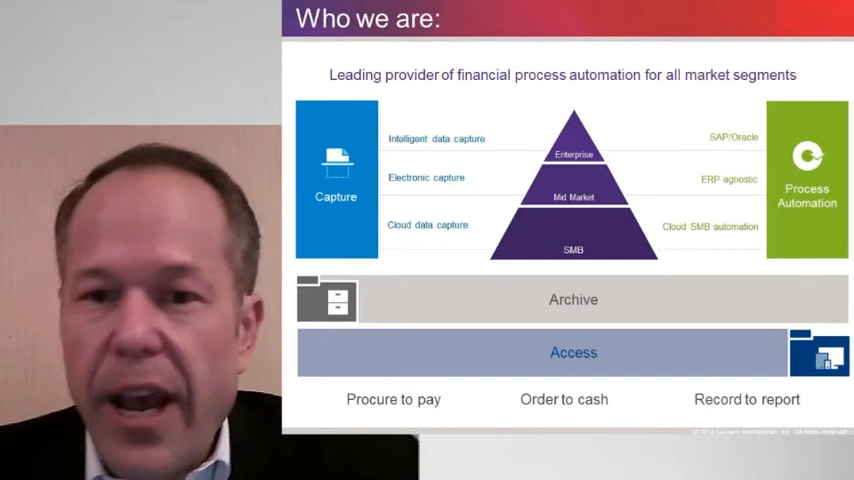 Who we are:
Leading provider of financial process automation for all market segments
Capture
Intelligent data capture
Electronic capture
Cloud data capture
Enterprise
Mid Market
SMB
SAP/Oracle
ERP agnostic
Cloud SMB automation
Process
Automation
Archive
Access
Procure to pay
Order to cash
Record to report